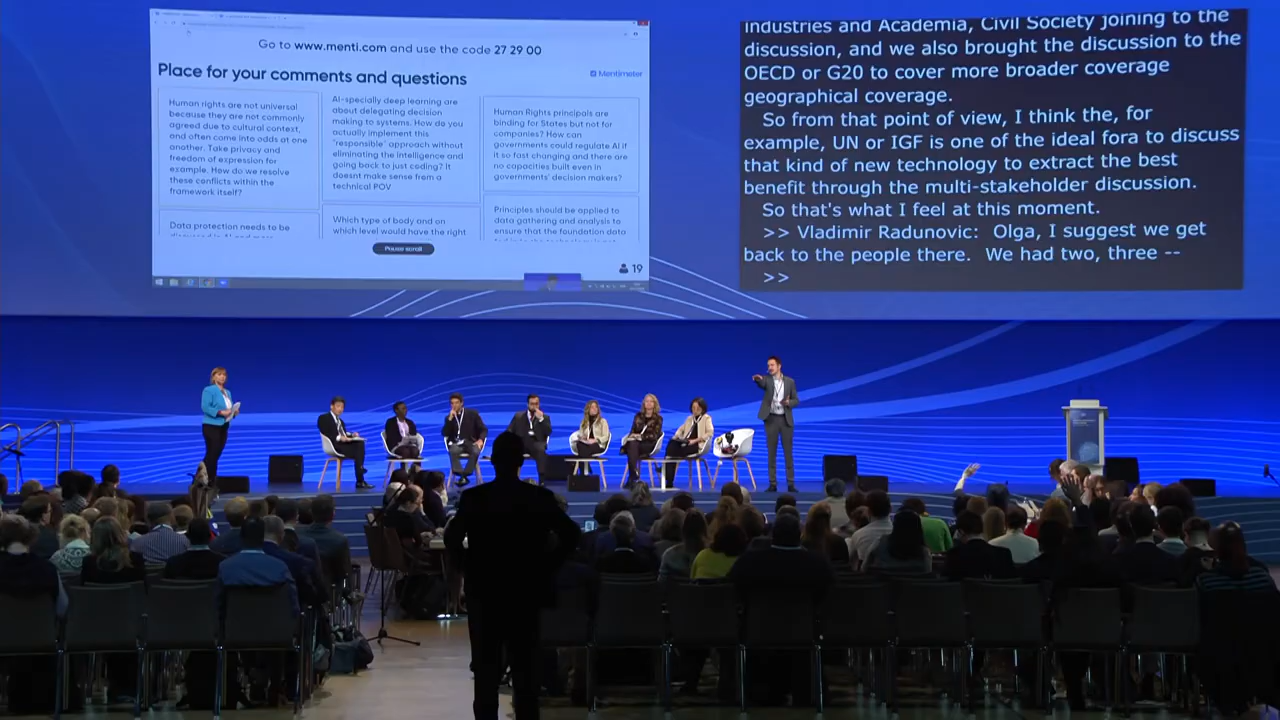 Go to www.menti.com and use the code 27 29 00
Place for your comments and questions
Mentimeter
Human rights are not universal
because they are not commonly
agreed due to cultural context,
and often come into odds at one
another. Take privacy and
freedom of expression for
example. How do we resolve
these conflicts within the
framework itself?
Data protection needs to be
AI-specially deep learning are
about delegating decision
making to systems. How do you
actually implement this
"responsible" approach without
eliminating the intelligence and
going back to just coding? It
doesnt make sense from a
technical POV
Which type of body and on
which level would have the right
Human Rights principals are
binding for States but not for
companies? How can
governments could regulate AI if
it so fast changing and there are
no capacities built even in
governments' decision makers?
Principles should be applied to
data gathering and analysis to
ensure that the foundation data
Pause scroll
19
Industries and Academia, Civil Society joining to the
discussion, and we also brought the discussion to the
OECD or G20 to cover more broader coverage
geographical coverage.
So from that point of view, I think the, for
example, UN or IGF is one of the ideal fora to discuss
that kind of new technology to extract the best
benefit through the multi-stakeholder discussion.
So that's what I feel at this moment.
>> Vladimir Radunovic: Olga, I suggest we get
back to the people there. We had two, three --
>>